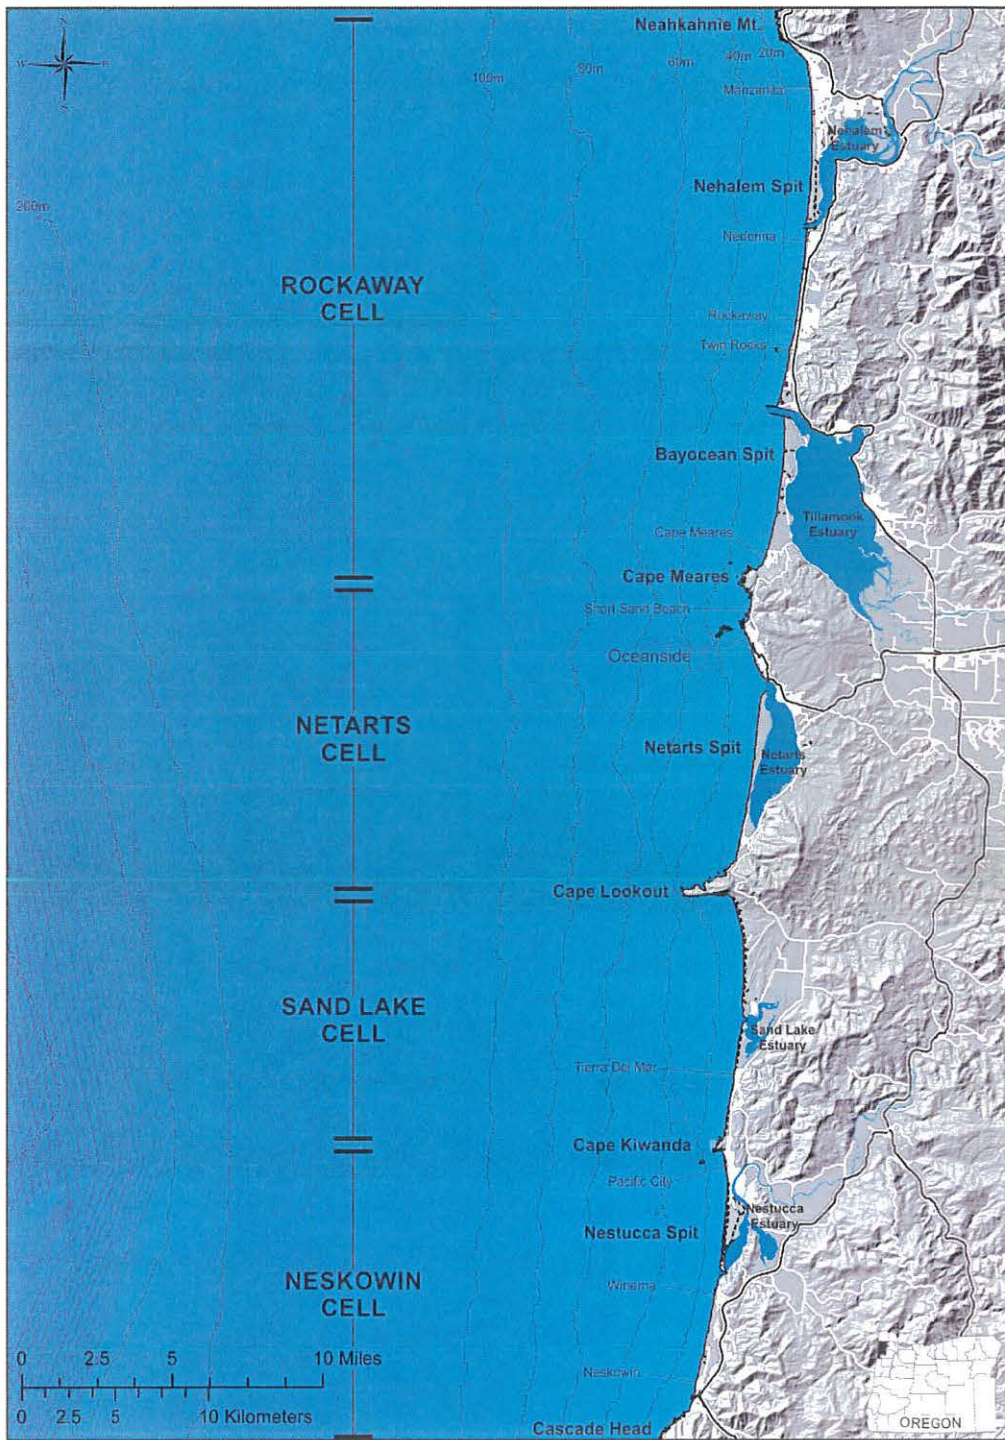 Neahkahnie Mt.
N
W
E
S
100m
80m
60m
40m
20m
Manzanita
Nehalem
Estuary
Nehalem Spit
200m
Nedonna
ROCKAWAY
CELL
Rockaway
Twin Rocks
Bayocean Spit
Tillamook
Estuary
Cape Meares
Cape Meares
Short Sand Beach
Oceanside
NETARTS
CELL
Netarts Spit
Netarts
Estuary
Cape Lookout
SAND LAKE
CELL
Sand Lake
Estuary
Tierra Del Mar
Cape Kiwanda
Pacific City
Nestucca
Estuary
Nestucca Spit
NESKOWIN
CELL
Winema
0 2.5 5 10 Miles
0 2.5 5 10 Kilometers
Neskowin
Cascade Head
OREGON